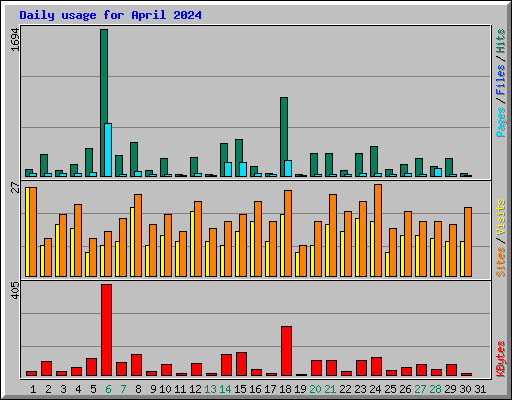 Daily usage for April 2024
1694
Pages / Files / Hits
27
Sites / Visits
405
KBytes
1 2 3 4 5 6 7 8 9 10 11 12 13 14 15 16 17 18 19 20 21 22 23 24 25 26 27 28 29 30 31